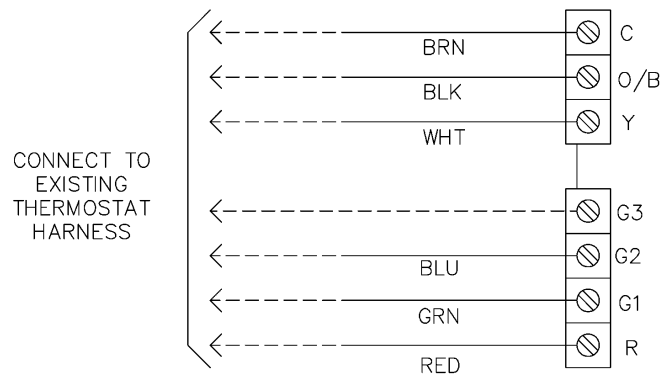 C
BRN
O/B
BLK
Y
WHT
CONNECT TO
EXISTING
THERMOSTAT
HARNESS
G3
G2
BLU
G1
GRN
R
RED